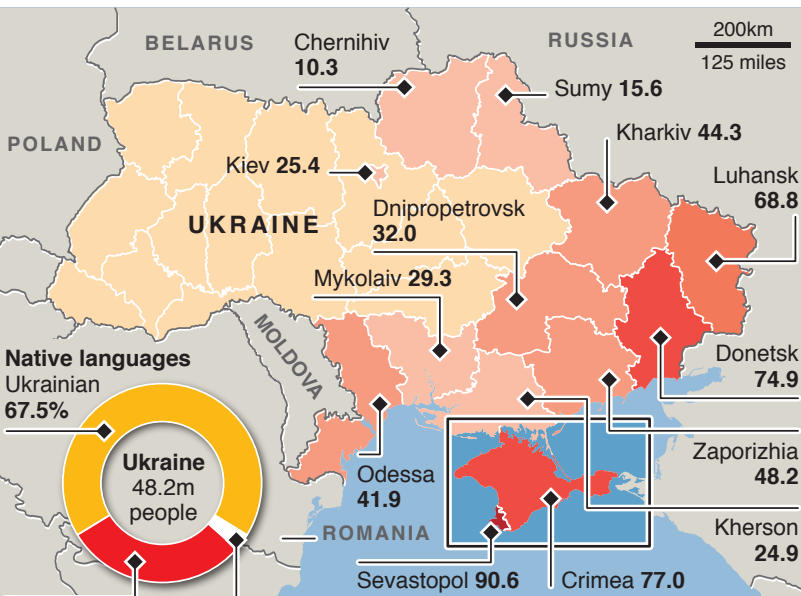 BELARUS
Chernihiv
10.3
RUSSIA
200km
125 miles
Sumy 15.6
POLAND
Kharkiv 44.3
Kiev 25.4
Luhansk
68.8
UKRAINE
Dnipropetrovsk
32.0
Mykolaiv 29.3
MOLDOVA
Native languages
Ukrainian
67.5%
Donetsk
74.9
Ukraine
48.2m
people
Zaporizhia
48.2
Odessa
41.9
ROMANIA
Kherson
24.9
Sevastopol 90.6
Crimea 77.0